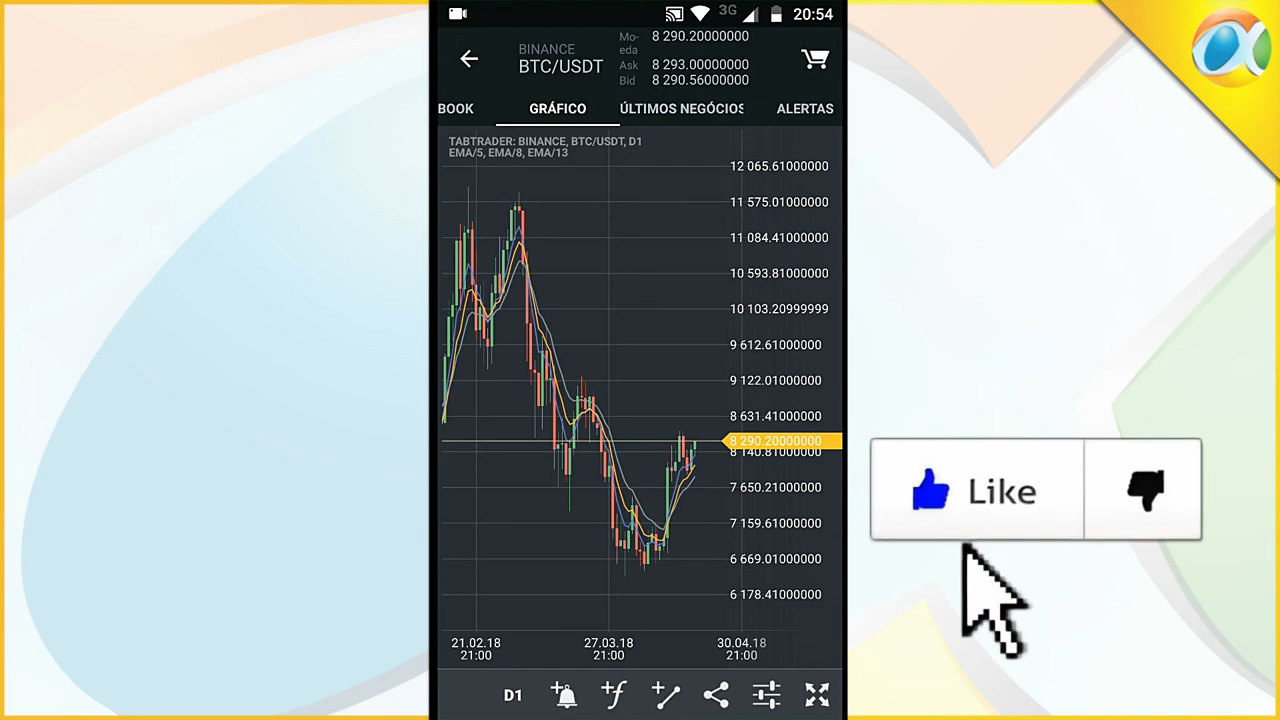 3G 20:54
BINANCE
BTC/USDT
Mo-
eda 8 290.20000000
Ask 8 293.00000000
Bid 8 290.56000000
BOOK GRÁFICO ÚLTIMOS NEGÓCIOS ALERTAS
TABTRADER: BINANCE, BTC/USDT, D1
EMA/5, EMA/8, EMA/13
12 065.61000000
11 575.01000000
11 084.41000000
10 593.81000000
10 103.20999999
9 612.61000000
9 122.01000000
8 631.41000000
8 290.20000000
8 140.81000000
7 650.21000000
7 159.61000000
6 669.01000000
6 178.41000000
21.02.18 27.03.18 30.04.18
21:00 21:00 21:00
D1
Like